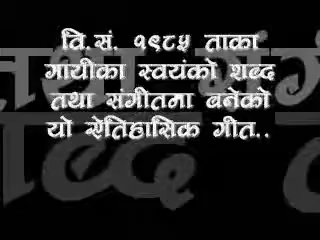 वि.सं. १९८५ ताका
गायीका स्वयंको शब्द
तथा संगीतमा बनेको
यो ऐतिहासिक गीत..